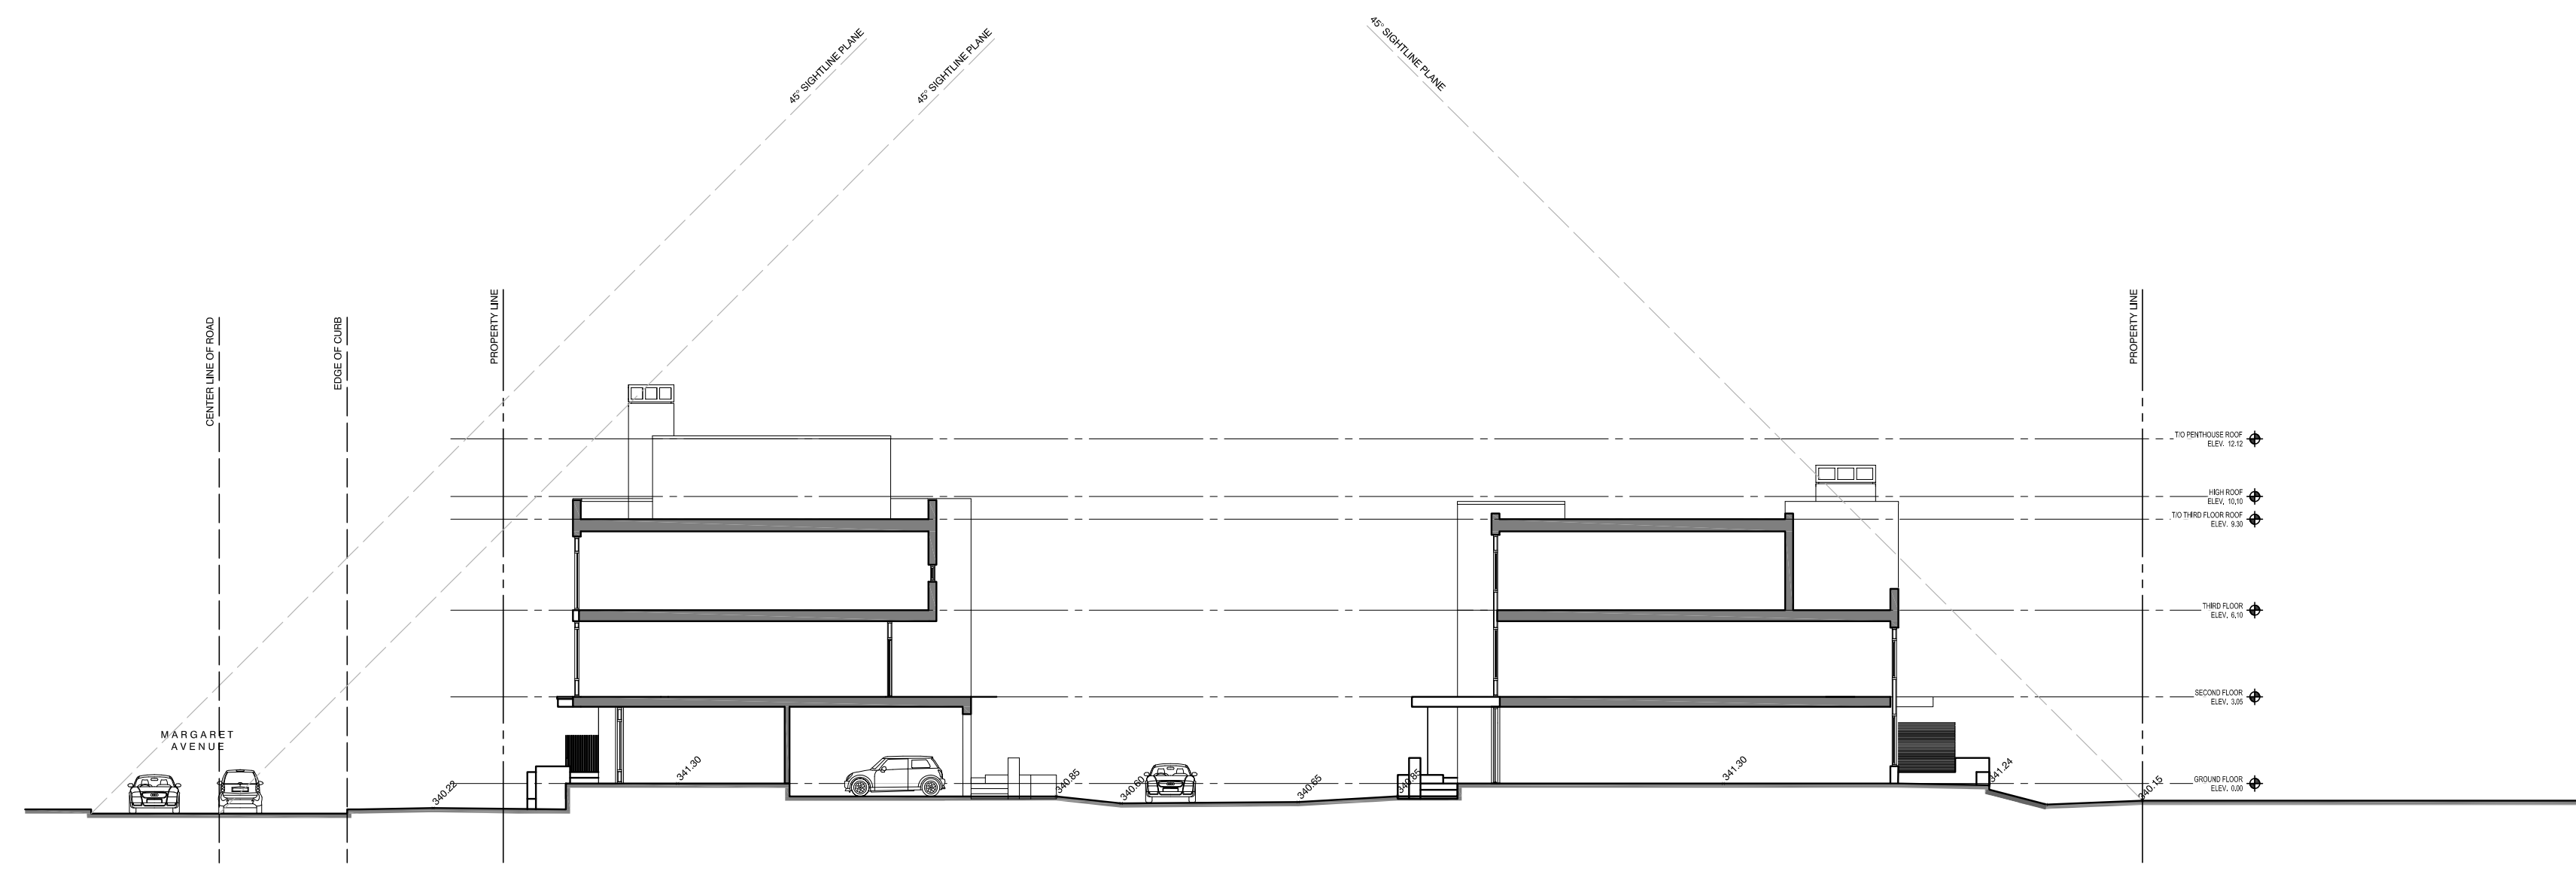 45° SIGHTLINE PLANE
45° SIGHTLINE PLANE
45° SIGHTLINE PLANE
CENTER LINE OF ROAD
EDGE OF CURB
PROPERTY LINE
PROPERTY LINE
T/O PENTHOUSE ROOF
ELEV. 12.12
HIGH ROOF
ELEV. 10.10
T/O THIRD FLOOR ROOF
ELEV. 9.30
THIRD FLOOR
ELEV. 6.10
SECOND FLOOR
ELEV. 3.05
GROUND FLOOR
ELEV. 0.00
MARGARET
AVENUE
340.22
341.30
340.85
340.60
340.65
340.85
341.30
341.24
340.15